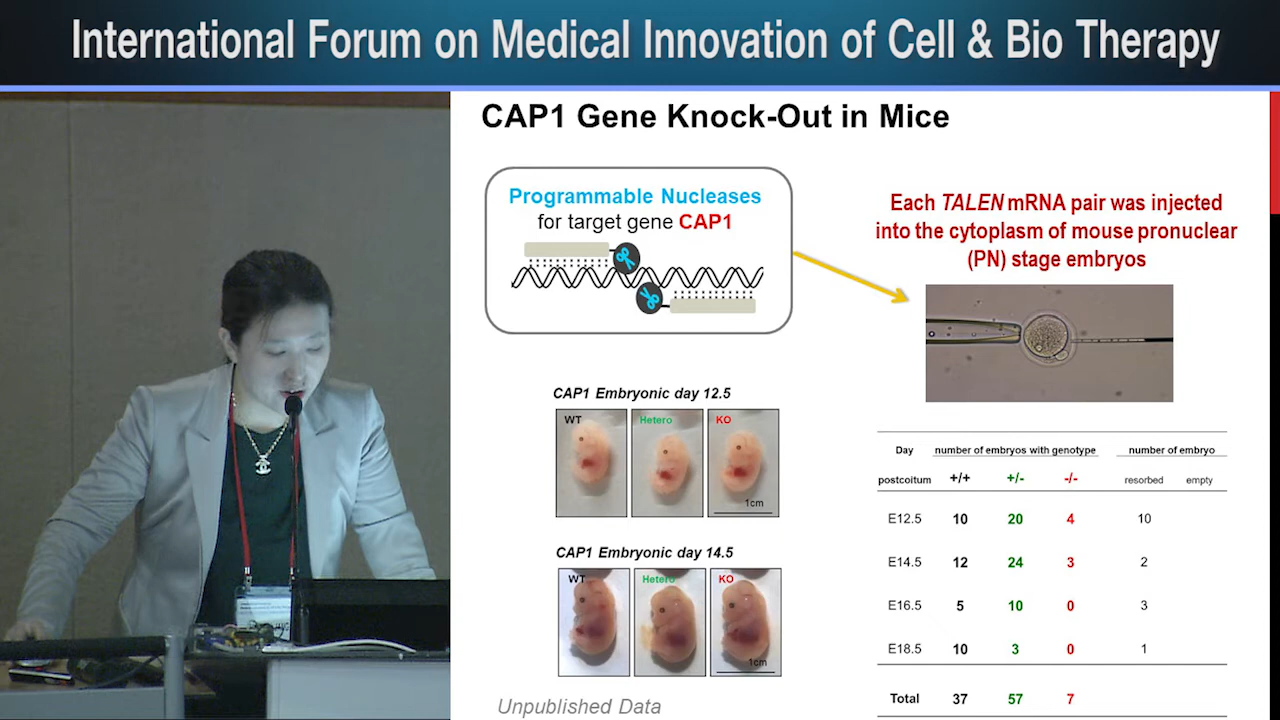 International Forum on Medical Innovation of Cell & Bio Therapy
CAP1 Gene Knock-Out in Mice
Programmable Nucleases
for target gene CAP1
Each TALEN mRNA pair was injected
into the cytoplasm of mouse pronuclear
(PN) stage embryos
CAP1 Embryonic day 12.5
WT Hetero KO
1cm
CAP1 Embryonic day 14.5
WT Hetero KO
1cm
Unpublished Data
Day number of embryos with genotype number of embryo
postcoitum +/+ +/- -/- resorbed empty
E12.5 10 20 4 10
E14.5 12 24 3 2
E16.5 5 10 0 3
E18.5 10 3 0 1
Total 37 57 7